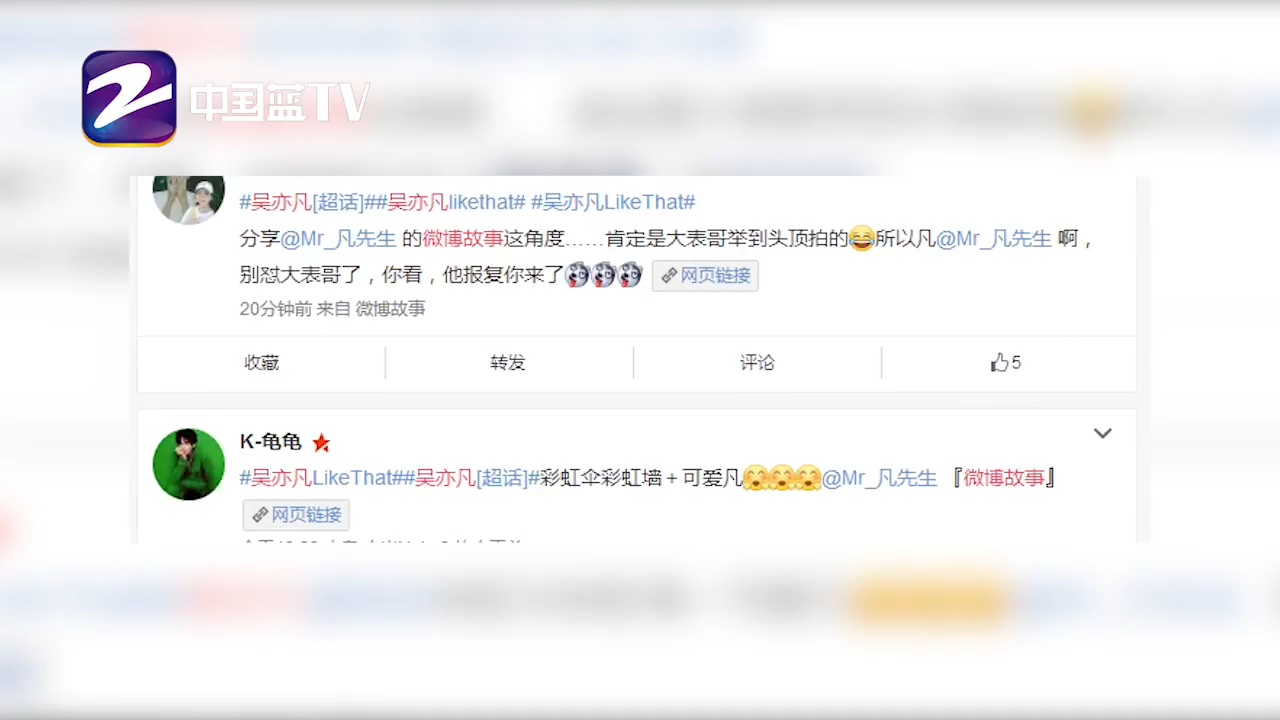 中国蓝TV
#吴亦凡[超话]##吴亦凡likethat# #吴亦凡LikeThat#
分享@Mr_凡先生 的微博故事这角度……肯定是大表哥举到头顶拍的😂所以凡@Mr_凡先生 啊，
别怼大表哥了，你看，他报复你来了 网页链接
20分钟前 来自 微博故事
收藏 转发 评论 5
K-龟龟
#吴亦凡LikeThat##吴亦凡[超话]#彩虹伞彩虹墙＋可爱凡🤗🤗🤗@Mr_凡先生 『微博故事』
网页链接